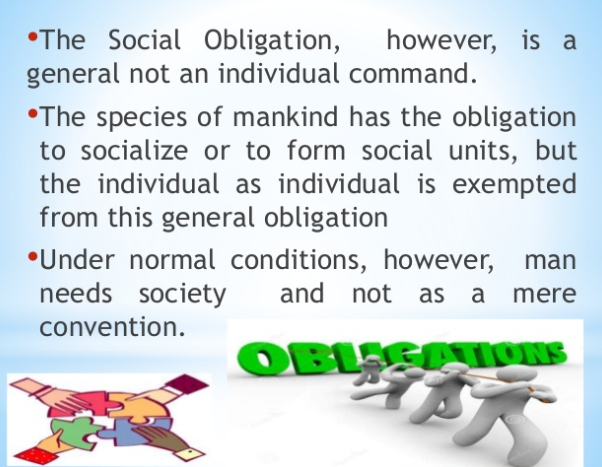 •The Social Obligation, however, is a
general not an individual command.
•The species of mankind has the obligation
to socialize or to form social units, but
the individual as individual is exempted
from this general obligation
•Under normal conditions, however, man
needs society and not as a mere
convention.
OBLIGATIONS